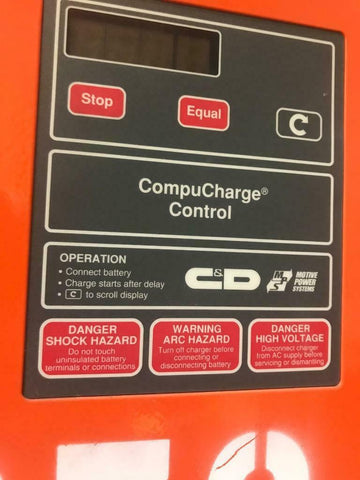 Stop
Equal
C
CompuCharge®
Control
OPERATION
• Connect battery
• Charge starts after delay
• C to scroll display
C&D
MPS
MOTIVE
POWER
SYSTEMS
DANGER
SHOCK HAZARD
Do not touch
uninsulated battery
terminals or connections
WARNING
ARC HAZARD
Turn off charger before
connecting or
disconnecting battery
DANGER
HIGH VOLTAGE
Disconnect charger
from AC supply before
servicing or dismantling